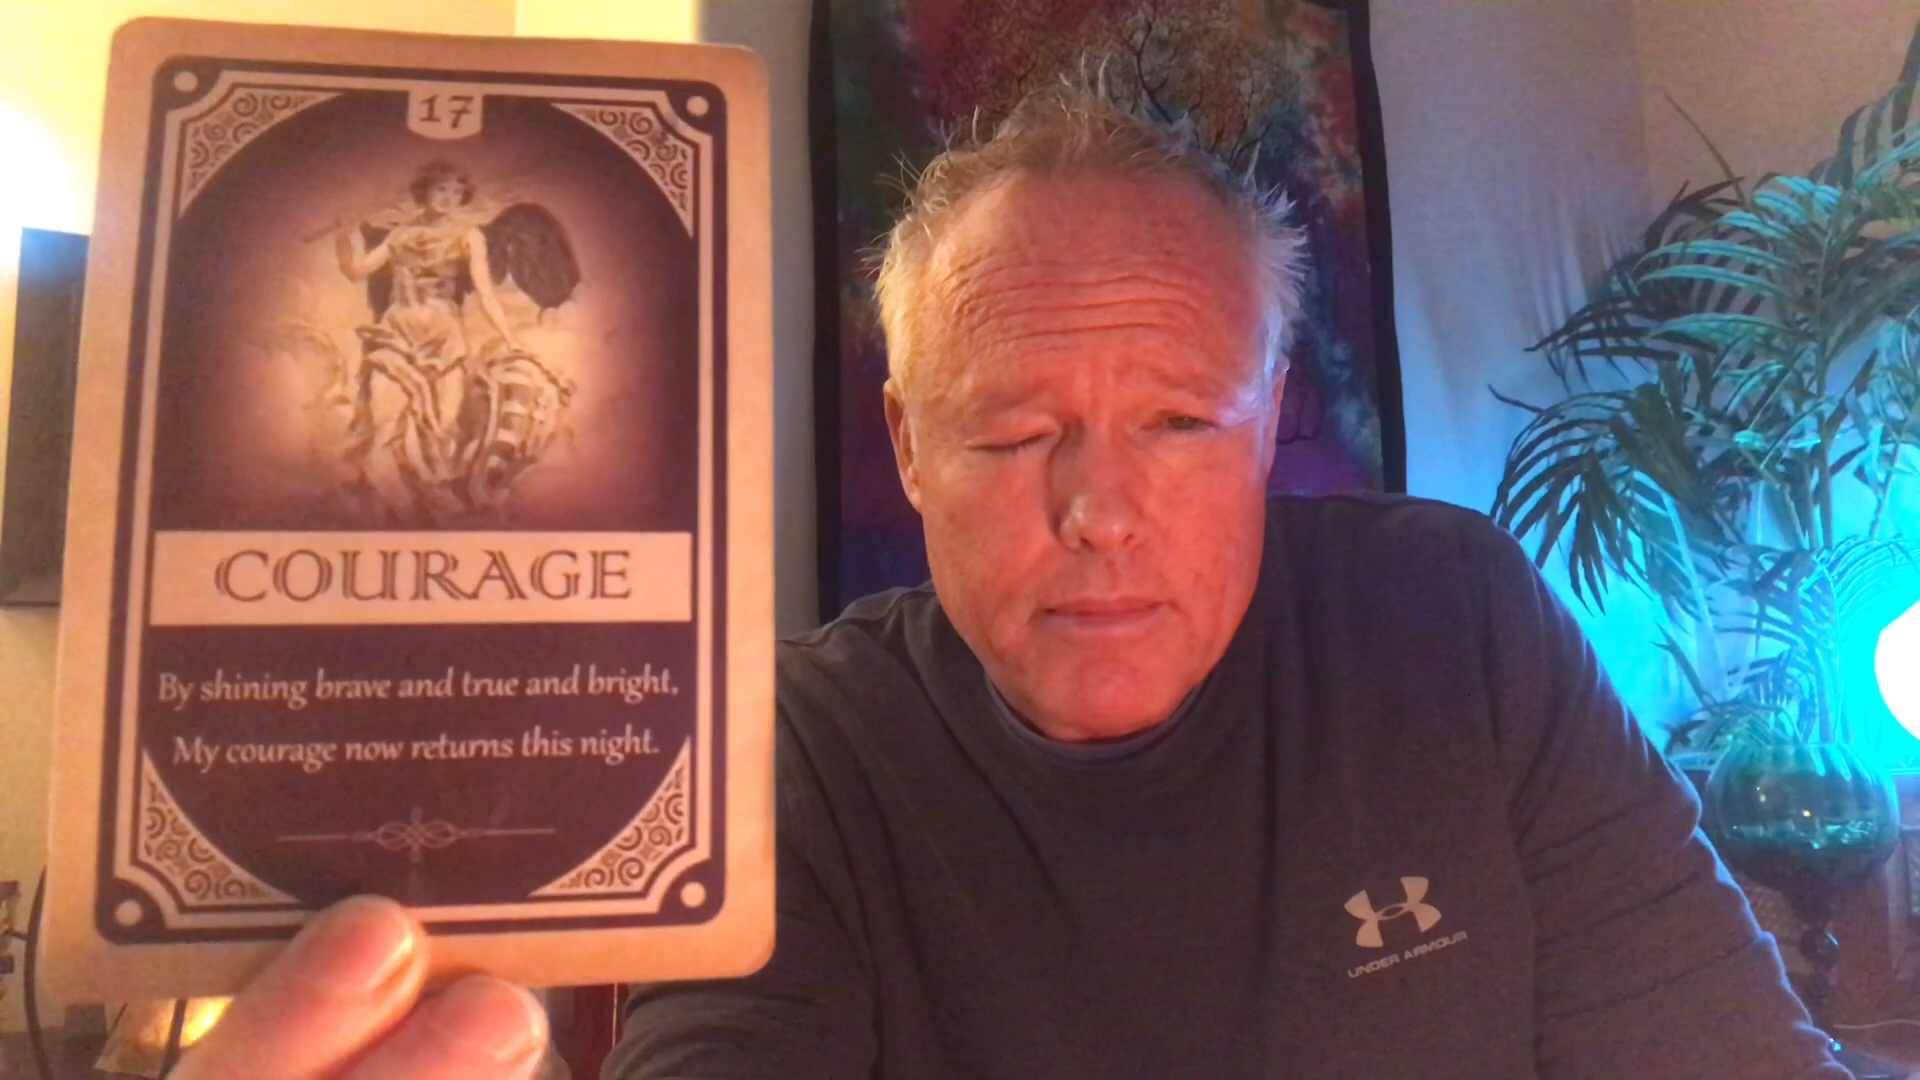 17
COURAGE
By shining brave and true and bright,
My courage now returns this night.
UNDER ARMOUR